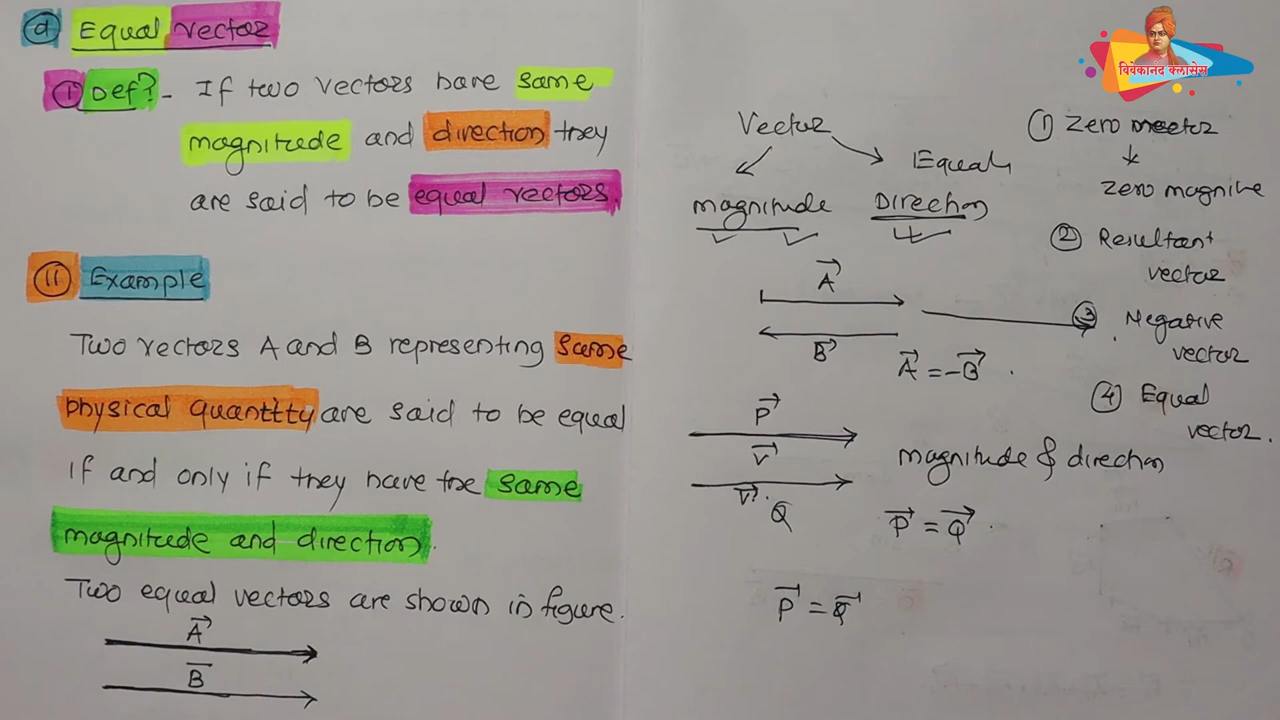 d Equal vector
i Def? - If two vectors have same
magnitude and direction they
are said to be equal vectors.
ii Example
Two vectors A and B representing same
physical quantity are said to be equal
if and only if they have the same
magnitude and direction.
Two equal vectors are shown in figure.
A
B
विवेकानंद क्लासेस
Vector
Equal
magnitude Direction
A
B
A = -B .
P
V
V
Q
magnitude & direction
P = Q .
P = Q
1 Zero vector
zero
2 Resultant
vector
3 Negative
vector
4 Equal
vector.